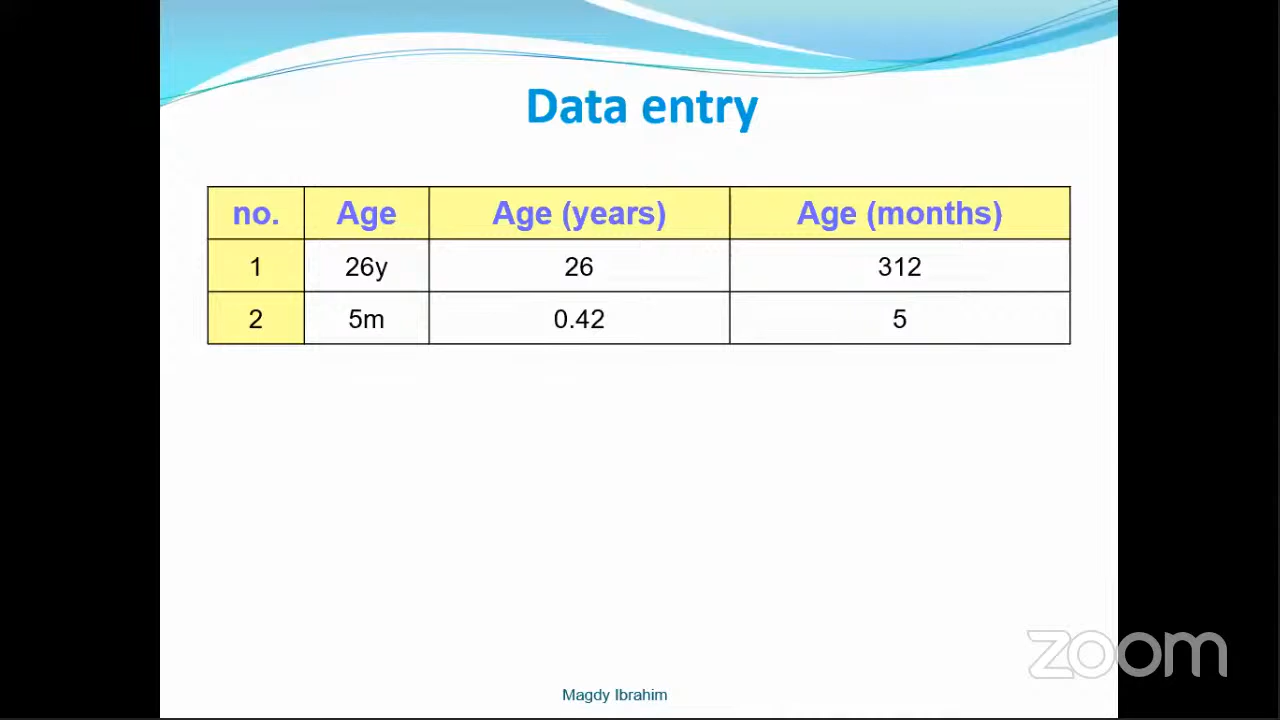 Data entry
no. Age Age (years) Age (months)
1 26y 26 312
2 5m 0.42 5
zoom
Magdy Ibrahim